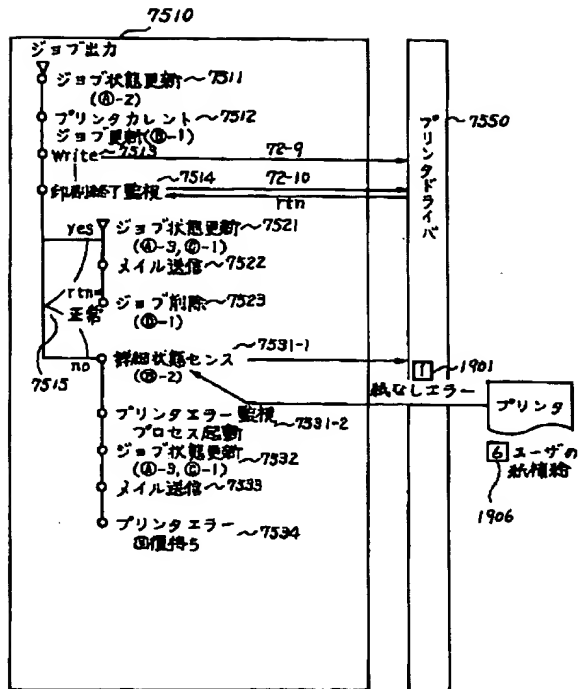 7510
ジョブ出力
ジョブ状態更新～7511
(Ⓐ-2)
プリンタカレント～7512
ジョブ更新(Ⓑ-1)
Write～7513
72-9
印刷終了監視
7514
72-10
rtn
プリンタドライバ
7550
yes
ジョブ状態更新～7521
(Ⓐ-3,Ⓒ-1)
メイル送信～7522
rtn=
正常
ジョブ削除～7523
(Ⓑ-1)
7515
no
詳細状態センス
7531-1
(Ⓑ-2)
1
1901
紙なしエラー
プリンタ
プリンタエラー監視
プロセス起動
7531-2
ジョブ状態更新～7532
(Ⓐ-3,Ⓒ-1)
メイル送信～7533
6
ユーザの
紙補給
1906
プリンタエラー～7534
待5